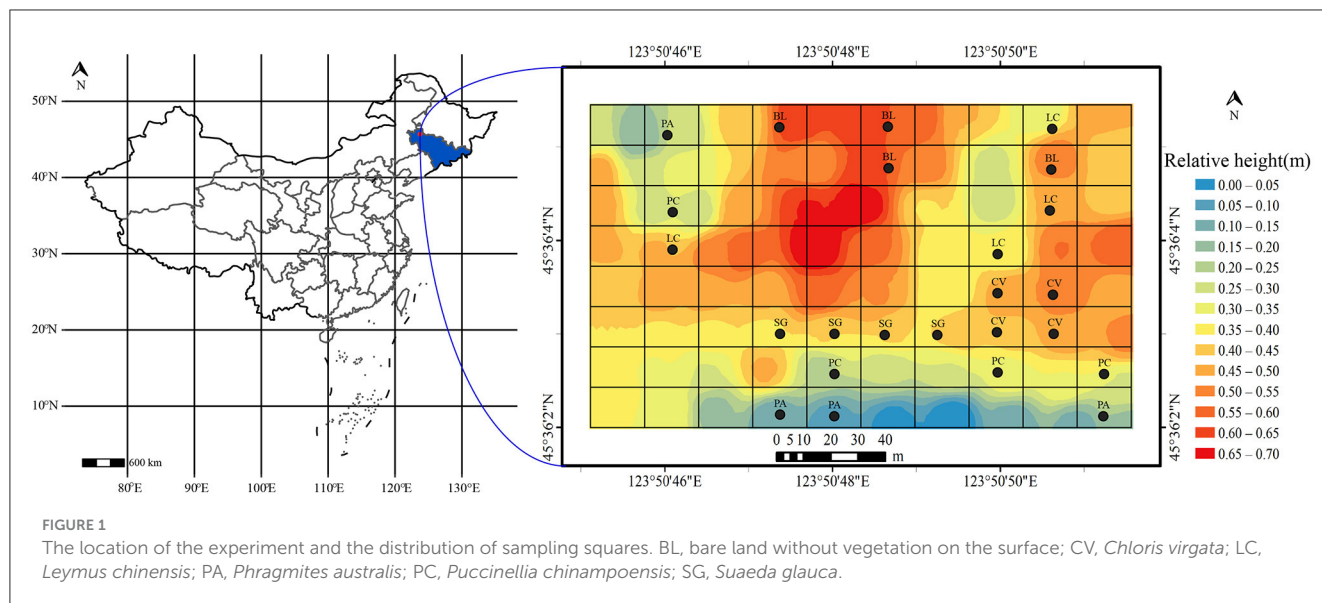 N
50°N
40°N
30°N
20°N
10°N
600 km
80°E 90°E 100°E 110°E 120°E 130°E
123°50'46"E 123°50'48"E 123°50'50"E
45°36'4"N
45°36'2"N
PA BL BL LC
BL BL
PC LC
LC LC
CV CV
SG SG SG SG CV CV
PC PC PC
PA PA PA
0 5 10 20 30 40
m
45°36'4"N
45°36'2"N
123°50'46"E 123°50'48"E 123°50'50"E
N
Relative height(m)
0.00 – 0.05
0.05 – 0.10
0.10 – 0.15
0.15 – 0.20
0.20 – 0.25
0.25 – 0.30
0.30 – 0.35
0.35 – 0.40
0.40 – 0.45
0.45 – 0.50
0.50 – 0.55
0.55 – 0.60
0.60 – 0.65
0.65 – 0.70
FIGURE 1
The location of the experiment and the distribution of sampling squares. BL, bare land without vegetation on the surface; CV, Chloris virgata; LC,
Leymus chinensis; PA, Phragmites australis; PC, Puccinellia chinampoensis; SG, Suaeda glauca.